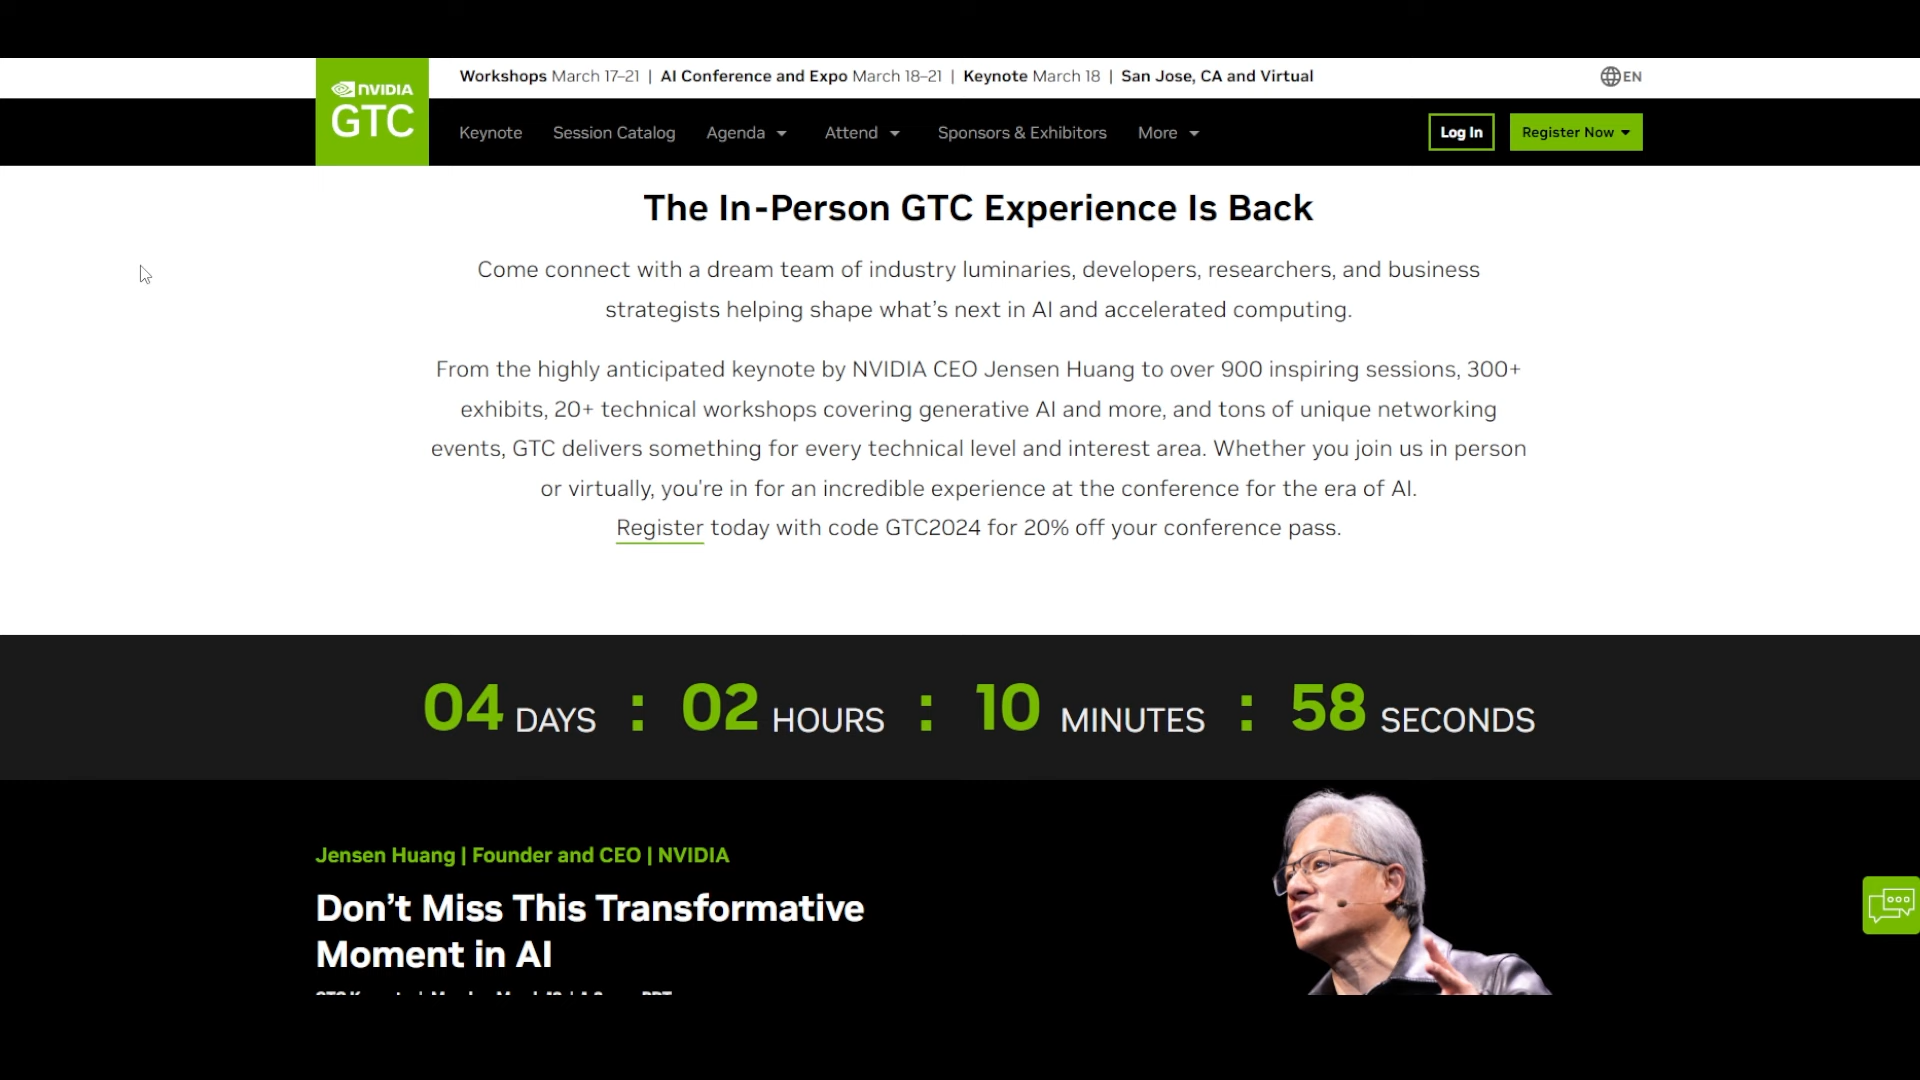 Workshops March 17–21 | AI Conference and Expo March 18–21 | Keynote March 18 | San Jose, CA and Virtual
EN
NVIDIA
GTC
Keynote Session Catalog Agenda Attend Sponsors & Exhibitors More Log In Register Now
The In-Person GTC Experience Is Back
Come connect with a dream team of industry luminaries, developers, researchers, and business
strategists helping shape what’s next in AI and accelerated computing.
From the highly anticipated keynote by NVIDIA CEO Jensen Huang to over 900 inspiring sessions, 300+
exhibits, 20+ technical workshops covering generative AI and more, and tons of unique networking
events, GTC delivers something for every technical level and interest area. Whether you join us in person
or virtually, you're in for an incredible experience at the conference for the era of AI.
Register today with code GTC2024 for 20% off your conference pass.
04 DAYS : 02 HOURS : 10 MINUTES : 58 SECONDS
Jensen Huang | Founder and CEO | NVIDIA
Don’t Miss This Transformative
Moment in AI